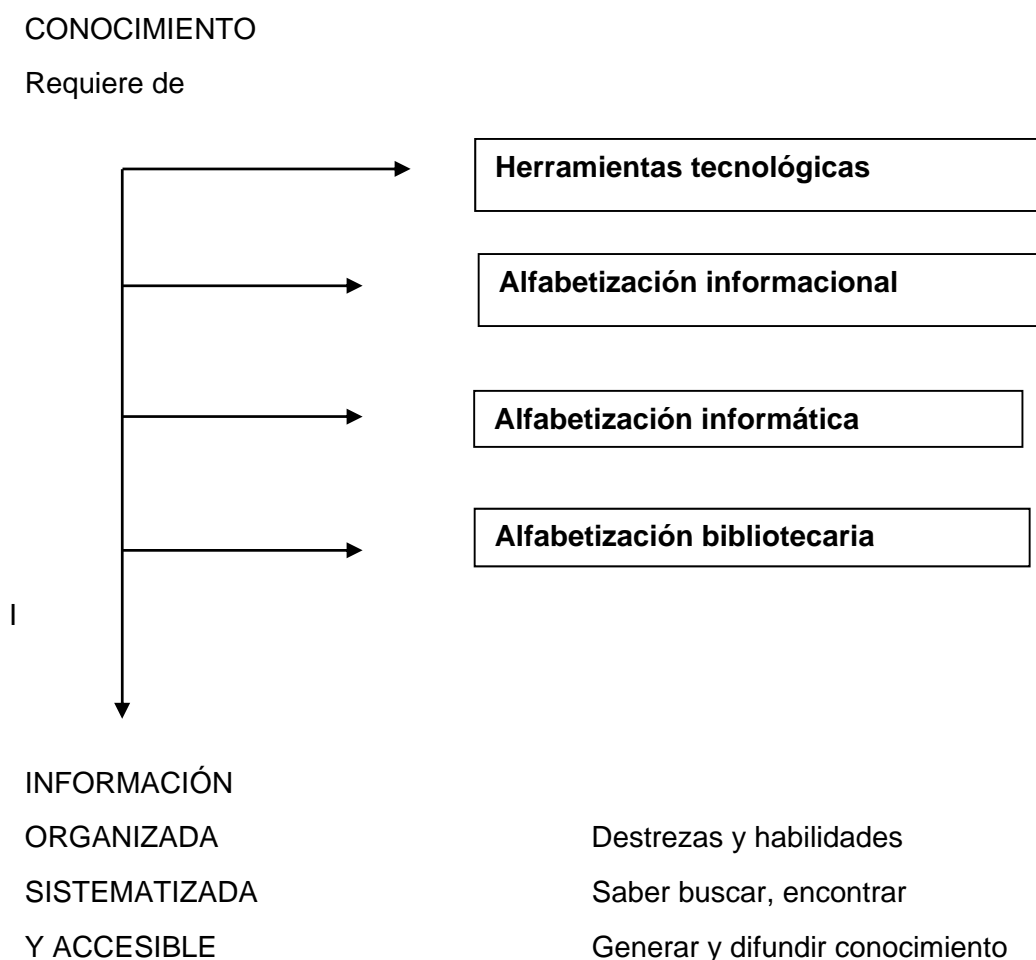 CONOCIMIENTO
Requiere de
Herramientas tecnológicas
Alfabetización informacional
Alfabetización informática
Alfabetización bibliotecaria
I
INFORMACIÓN
ORGANIZADA Destrezas y habilidades
SISTEMATIZADA Saber buscar, encontrar
Y ACCESIBLE Generar y difundir conocimiento